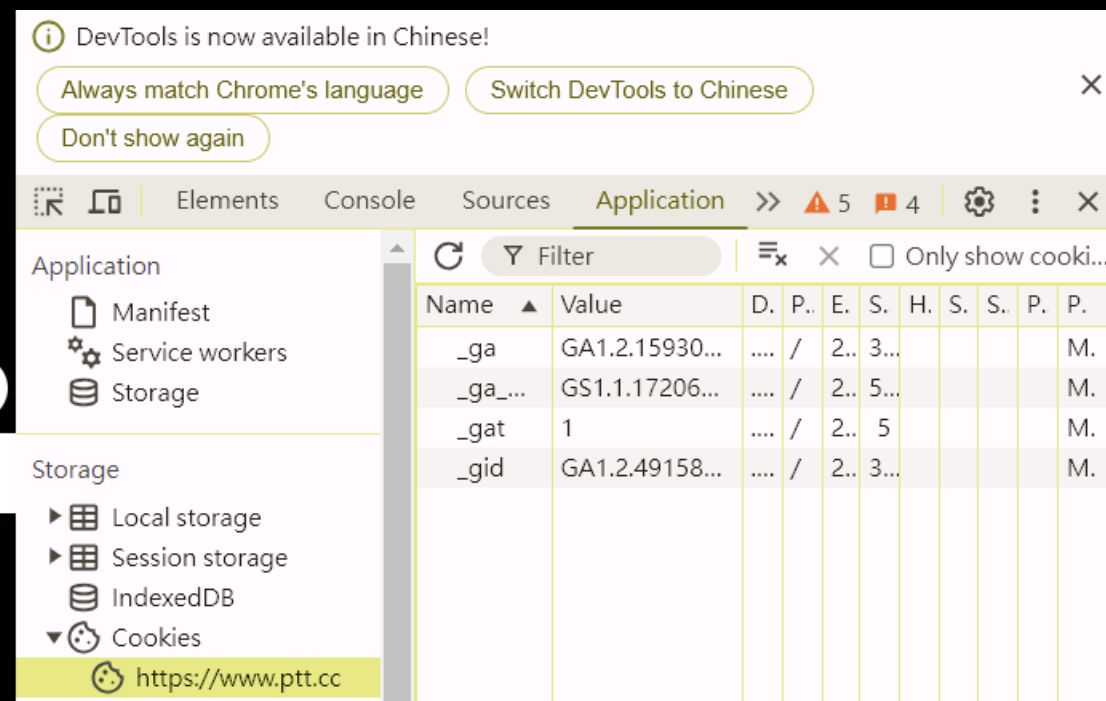 DevTools is now available in Chinese!
Always match Chrome's language
Switch DevTools to Chinese
Don't show again
Elements Console Sources Application 5 4
Application
Manifest
Service workers
Storage
Storage
Local storage
Session storage
IndexedDB
Cookies
https://www.ptt.cc
Filter Only show cooki...
Name Value D. P.. E. S. H. S. S.. P. P.
_ga GA1.2.15930... .... / 2.. 3... M.
_ga_... GS1.1.17206... .... / 2.. 5... M.
_gat 1 .... / 2.. 5 M.
_gid GA1.2.49158... .... / 2.. 3... M.